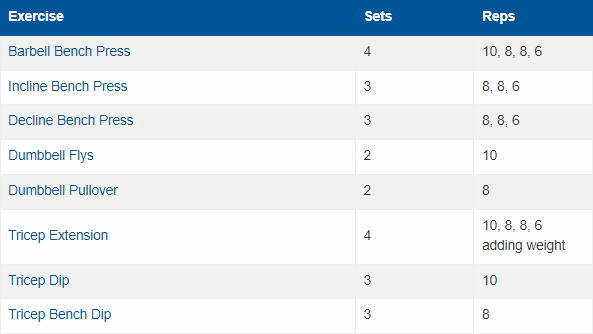 Exercise Sets Reps
Barbell Bench Press 4 10, 8, 8, 6
Incline Bench Press 3 8, 8, 6
Decline Bench Press 3 8, 8, 6
Dumbbell Flys 2 10
Dumbbell Pullover 2 8
Tricep Extension 4 10, 8, 8, 6
adding weight
Tricep Dip 3 10
Tricep Bench Dip 3 8